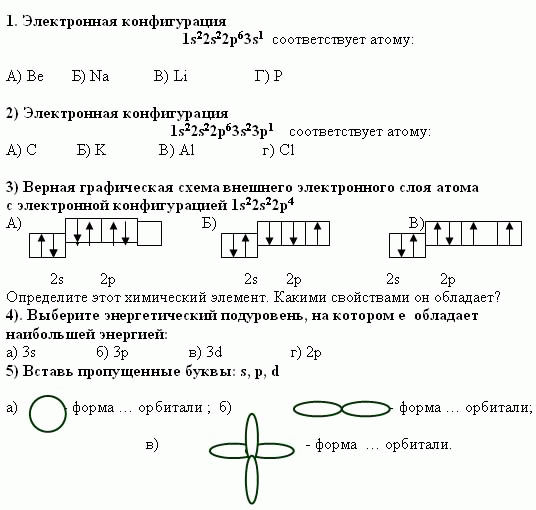 1. Электронная конфигурация
1s²2s²2p⁶3s¹ соответствует атому:
А) Be Б) Na В) Li Г) P
2) Электронная конфигурация
1s²2s²2p⁶3s²3p¹ соответствует атому:
А) C Б) K В) Al г) Cl
3) Верная графическая схема внешнего электронного слоя атома
с электронной конфигурацией 1s²2s²2p⁴
А) Б) В)
2s 2p 2s 2p 2s 2p
Определите этот химический элемент. Какими свойствами он обладает?
4). Выберите энергетический подуровень, на котором е обладает
наибольшей энергией:
а) 3s б) 3p в) 3d г) 2p
5) Вставь пропущенные буквы: s, p, d
а) - форма … орбитали ; б) - форма … орбитали;
в) - форма … орбитали.